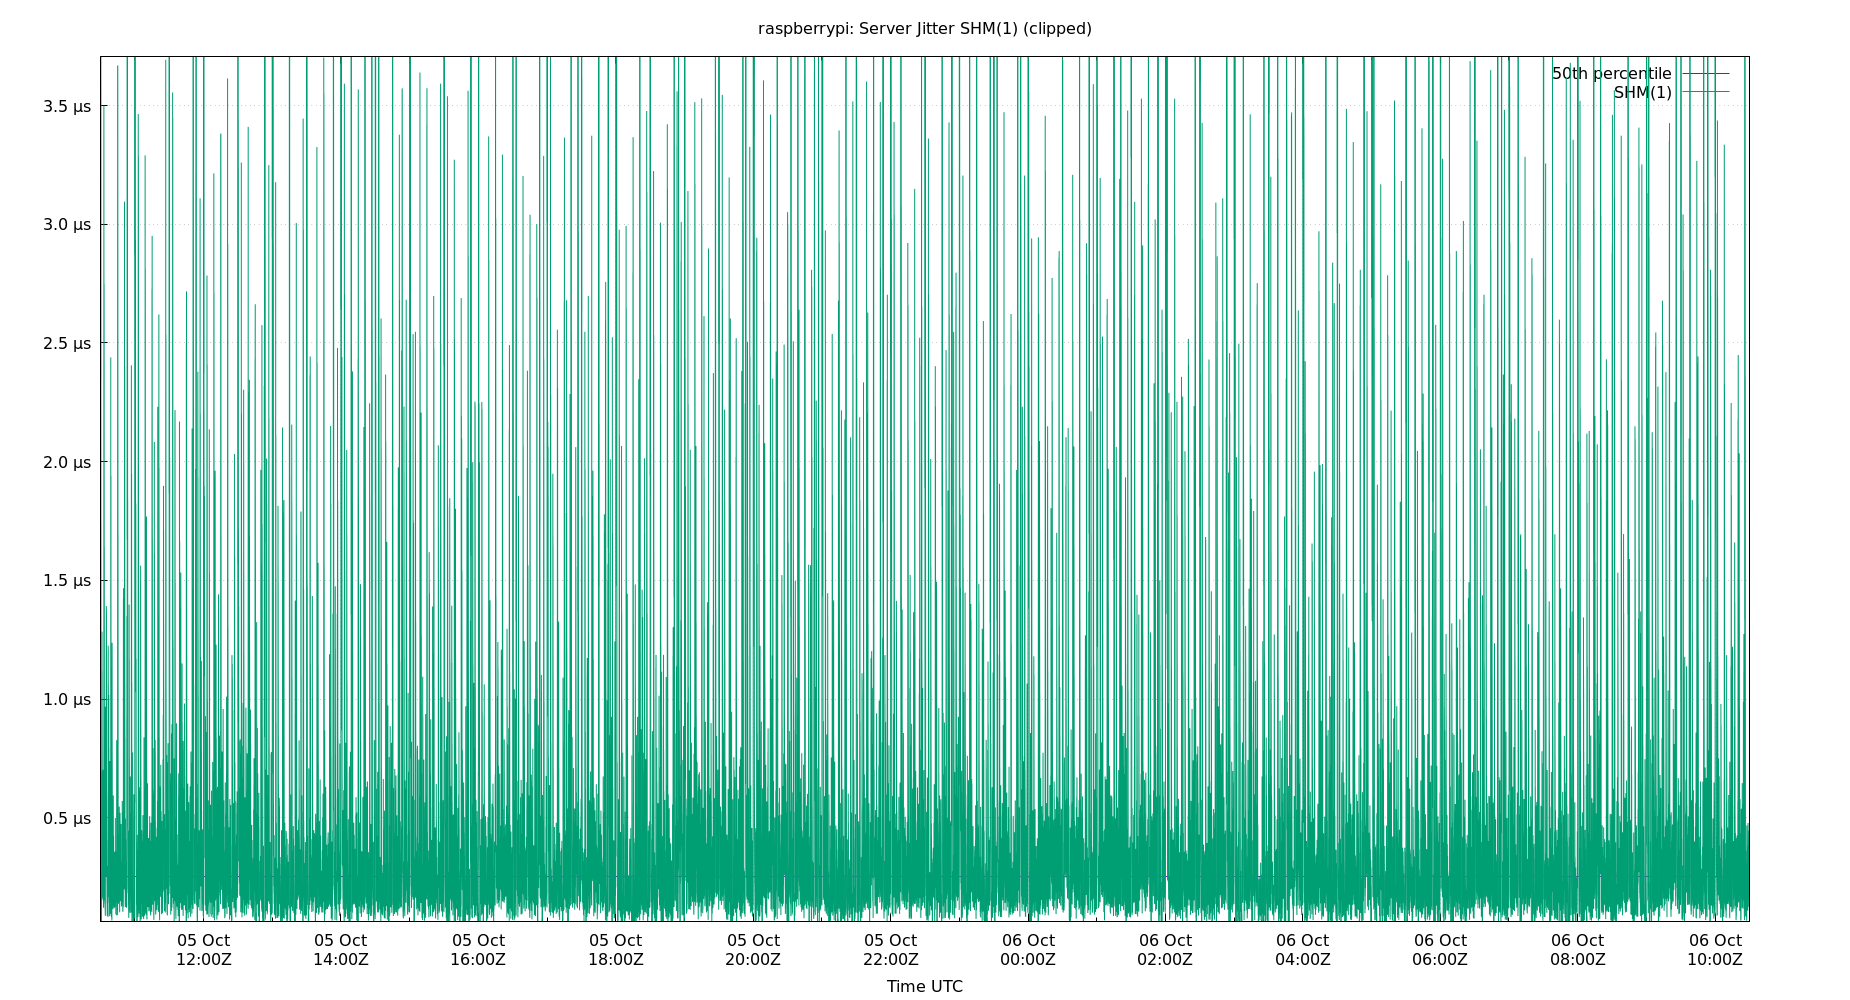 raspberrypi: Server Jitter SHM(1) (clipped)
50th percentile
SHM(1)
3.5 µs
3.0 µs
2.5 µs
2.0 µs
1.5 µs
1.0 µs
0.5 µs
05 Oct 05 Oct 05 Oct 05 Oct 05 Oct 05 Oct 06 Oct 06 Oct 06 Oct 06 Oct 06 Oct 06 Oct
12:00Z 14:00Z 16:00Z 18:00Z 20:00Z 22:00Z 00:00Z 02:00Z 04:00Z 06:00Z 08:00Z 10:00Z
Time UTC